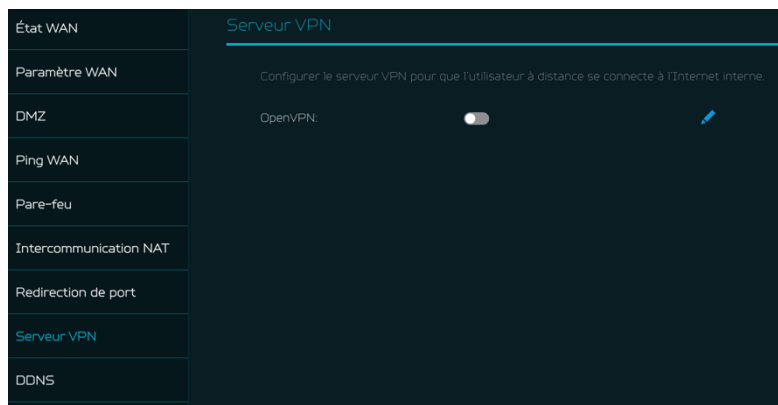 État WAN
Paramètre WAN
DMZ
Ping WAN
Pare-feu
Intercommunication NAT
Redirection de port
Serveur VPN
DDNS
Serveur VPN
Configurer le serveur VPN pour que l'utilisateur à distance se connecte à l'Internet interne.
OpenVPN: